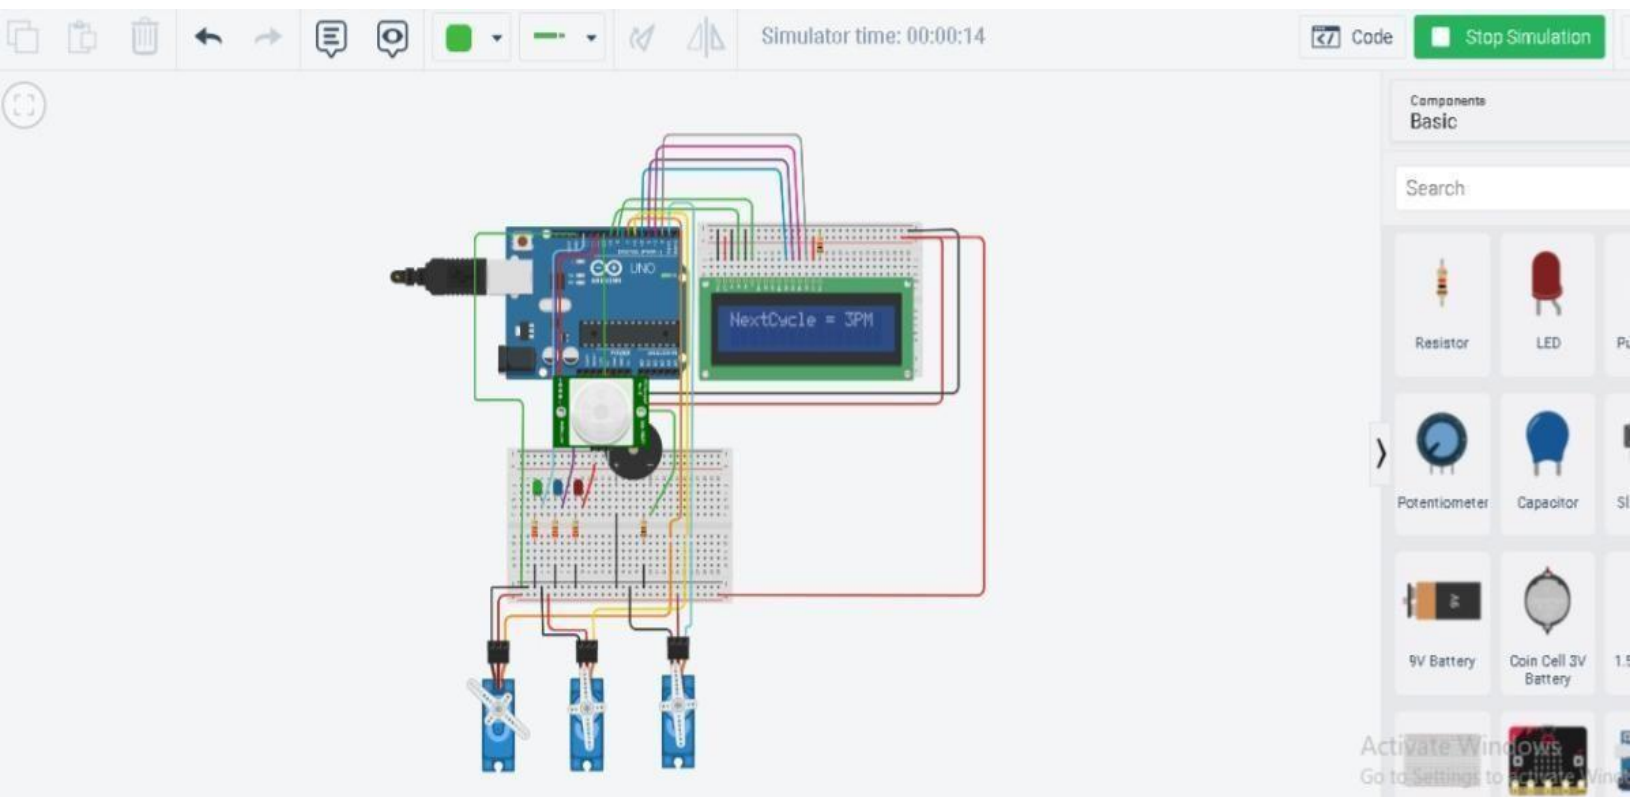 Simulator time: 00:00:14
Code
Stop Simulation
Components
Basic
Search
UNO
NextCycle = 3PM
Resistor
LED
Potentiometer
Capacitor
9V
9V Battery
Coin Cell 3V
Battery
Activate Windows
Go to Settings to activate